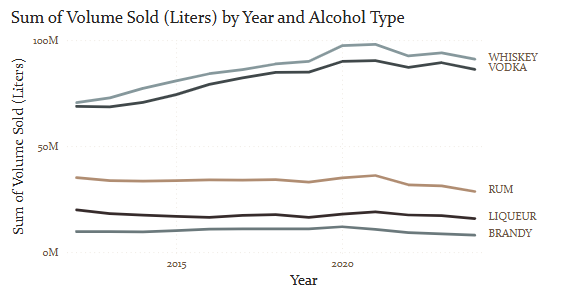 Sum of Volume Sold (Liters) by Year and Alcohol Type
Sum of Volume Sold (Liters)
100M
50M
0M
WHISKEY
VODKA
RUM
LIQUEUR
BRANDY
2015
2020
Year